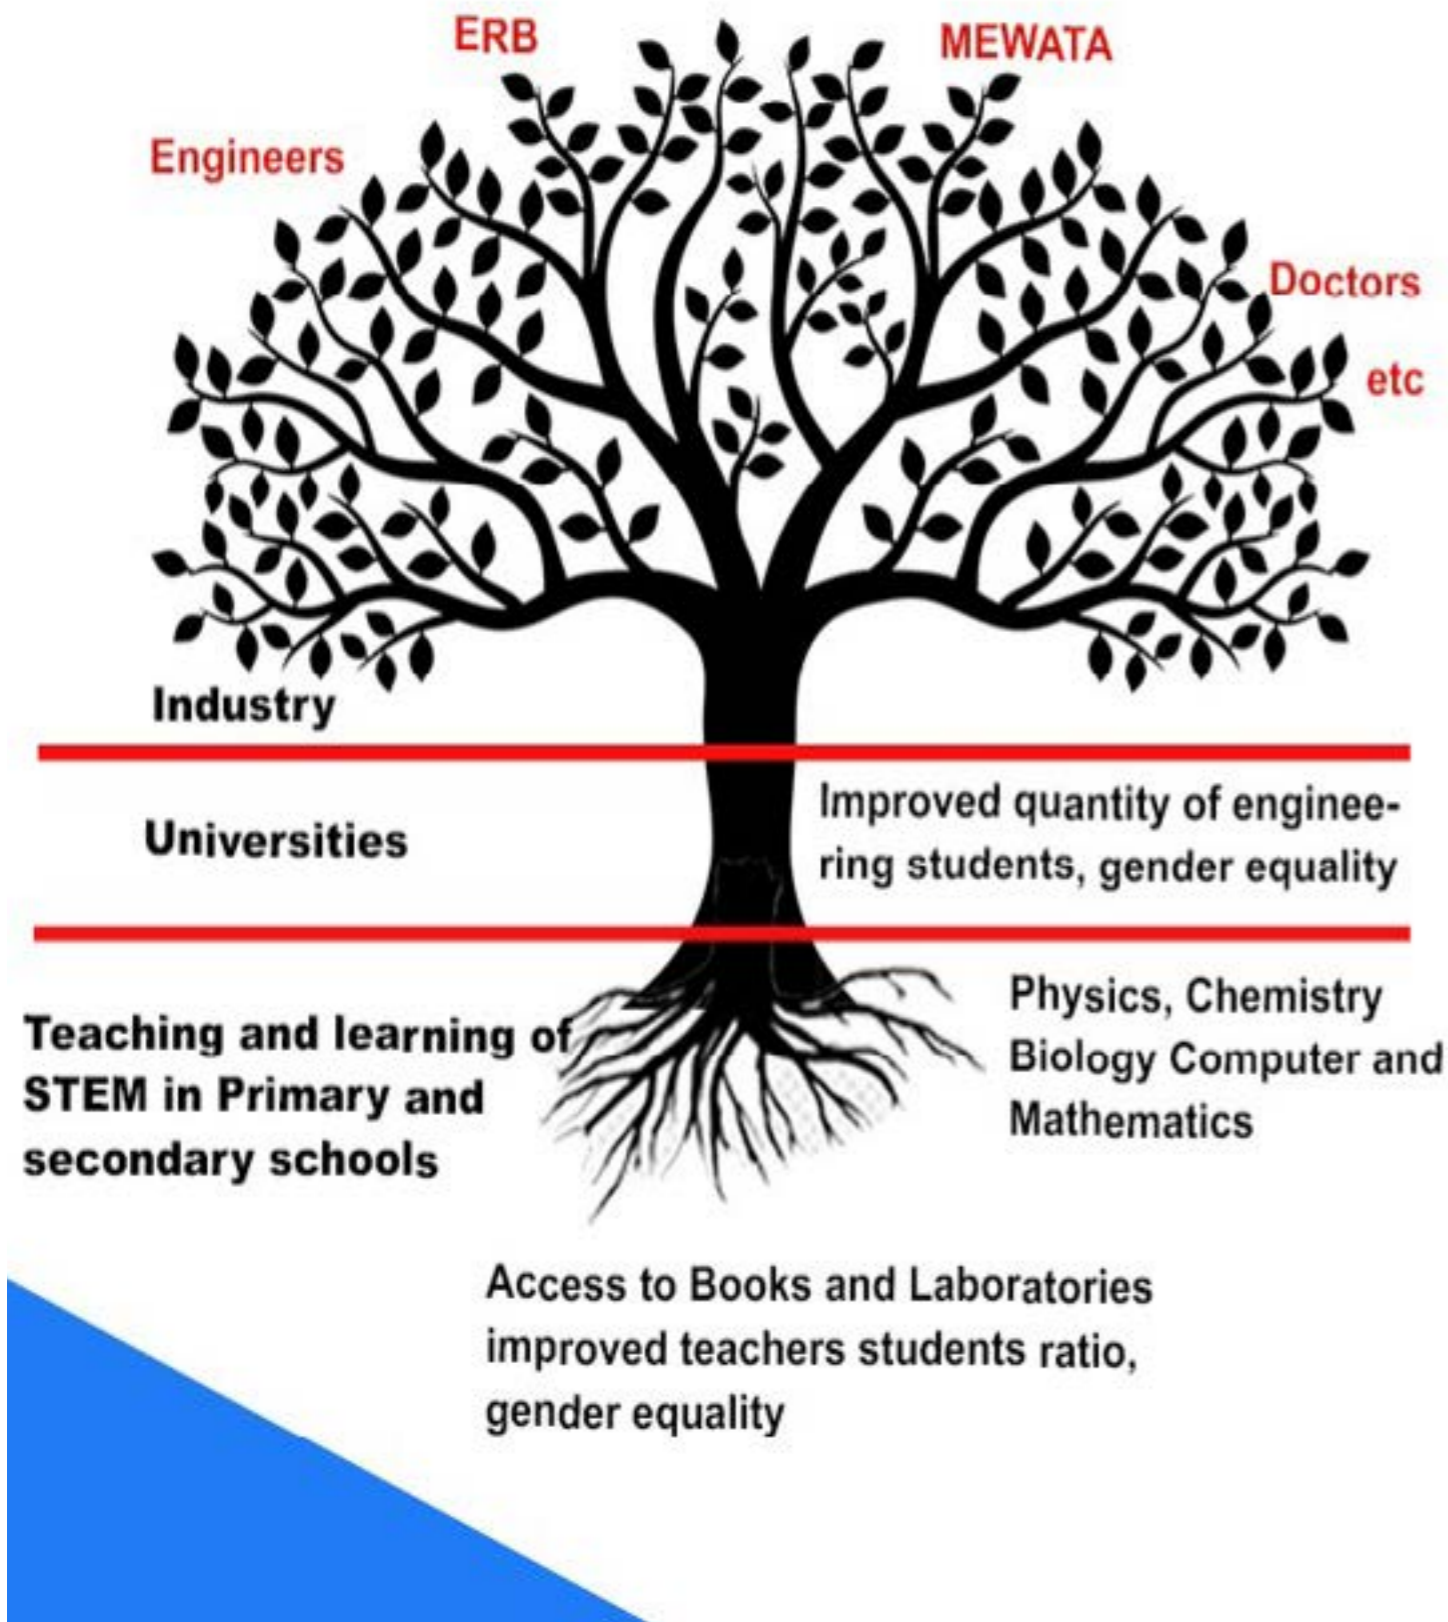 ERB
MEWATA
Engineers
Doctors
etc
Industry
Universities
Improved quantity of enginee-
ring students, gender equality
Teaching and learning of
STEM in Primary and
secondary schools
Physics, Chemistry
Biology Computer and
Mathematics
Access to Books and Laboratories
improved teachers students ratio,
gender equality